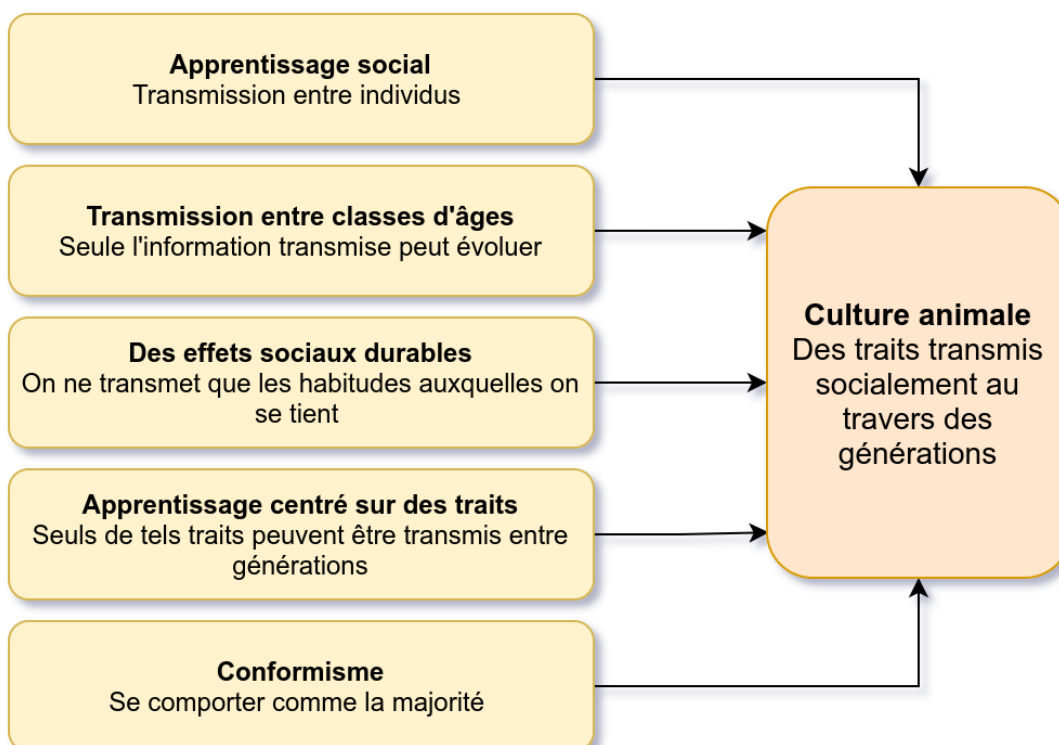 Apprentissage social
Transmission entre individus
Transmission entre classes d'âges
Seule l'information transmise peut évoluer
Des effets sociaux durables
On ne transmet que les habitudes auxquelles on
se tient
Apprentissage centré sur des traits
Seuls de tels traits peuvent être transmis entre
générations
Conformisme
Se comporter comme la majorité
Culture animale
Des traits transmis
socialement au
travers des
générations